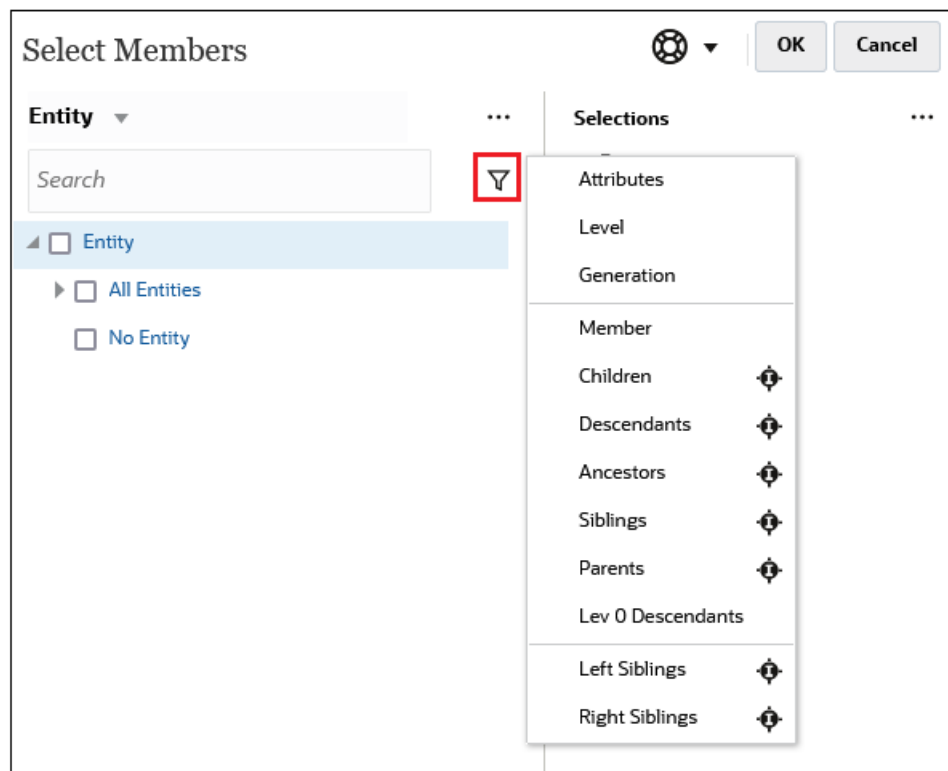 Select Members
OK
Cancel
Entity
...
Selections
...
Search
Entity
All Entities
No Entity
Attributes
Level
Generation
Member
Children
Descendants
Ancestors
Siblings
Parents
Lev 0 Descendants
Left Siblings
Right Siblings